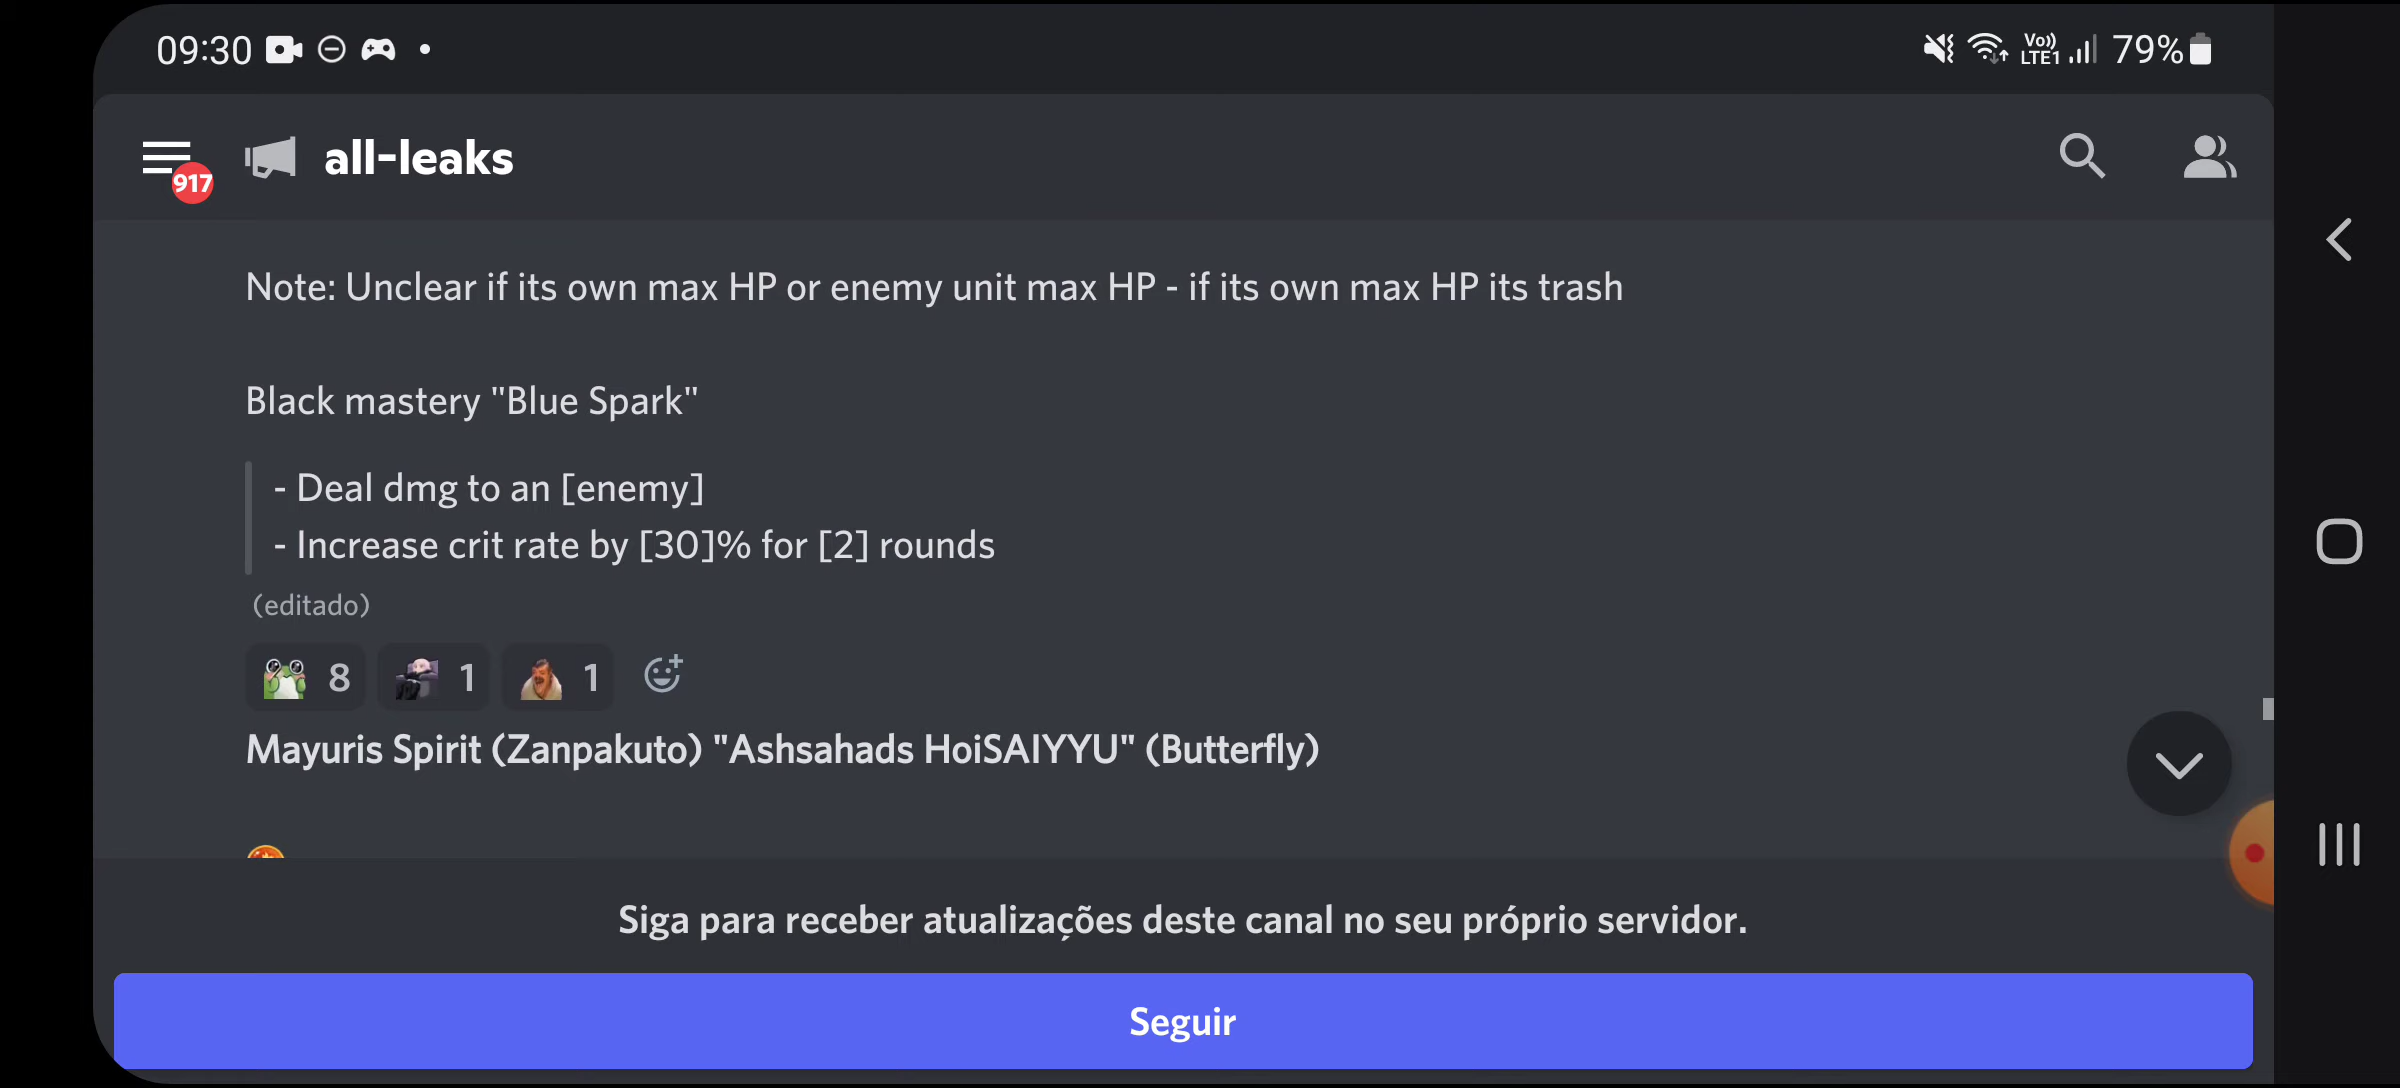 09:30
Vo)) LTE1 79%
917 all-leaks
Note: Unclear if its own max HP or enemy unit max HP - if its own max HP its trash
Black mastery "Blue Spark"
- Deal dmg to an [enemy]
- Increase crit rate by [30]% for [2] rounds
(editado)
8 1 1
Mayuris Spirit (Zanpakuto) "Ashsahads HoiSAIYYU" (Butterfly)
Siga para receber atualizações deste canal no seu próprio servidor.
Seguir